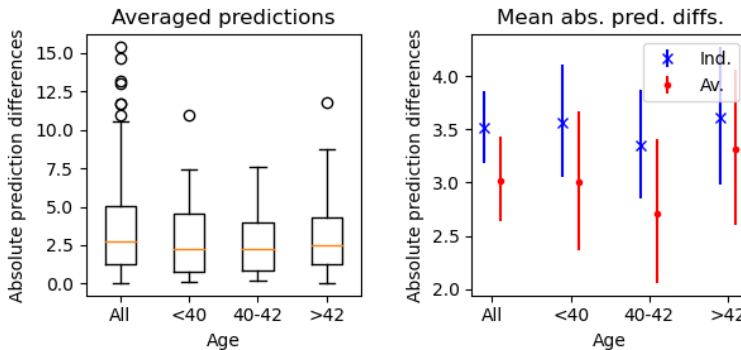 Averaged predictions
Absolute prediction differences
15.0
12.5
10.0
7.5
5.0
2.5
0.0
All
<40
40-42
>42
Age
Mean abs. pred. diffs.
Absolute prediction differences
4.0
3.5
3.0
2.5
2.0
Ind.
Av.
All
<40
40-42
>42
Age